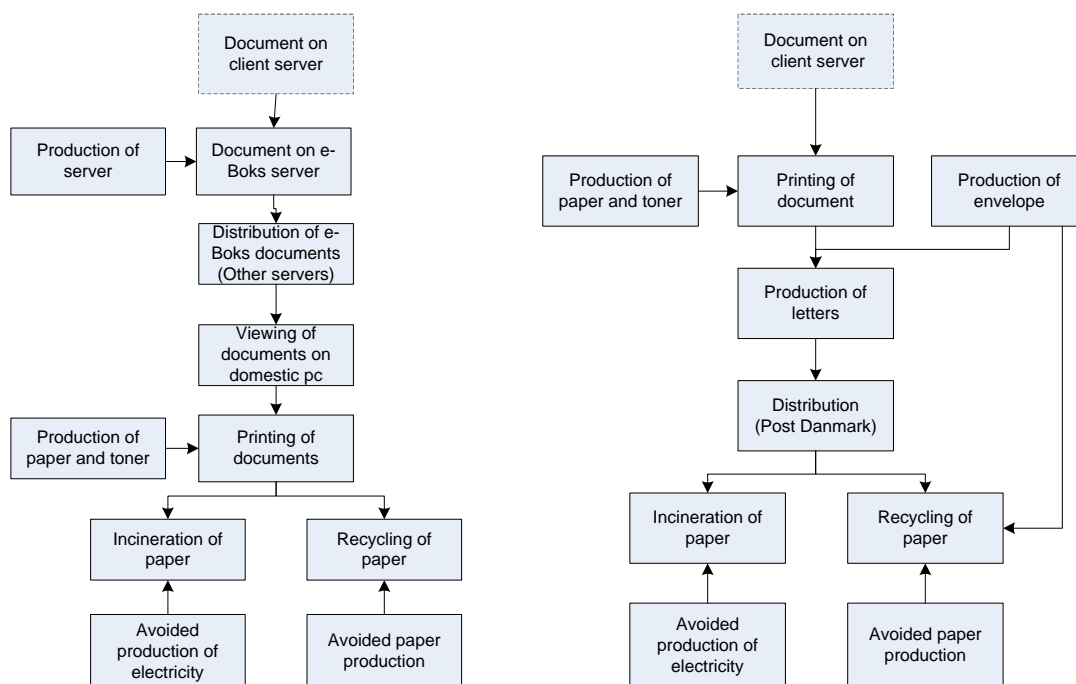 Document on
client server
Production of
server
Document on e-
Boks server
Distribution of e-
Boks documents
(Other servers)
Viewing of
documents on
domestic pc
Production of
paper and toner
Printing of
documents
Incineration of
paper
Recycling of
paper
Avoided
production of
electricity
Avoided paper
production
Document on
client server
Production of
paper and toner
Printing of
document
Production of
envelope
Production of
letters
Distribution
(Post Danmark)
Incineration of
paper
Recycling of
paper
Avoided
production of
electricity
Avoided paper
production